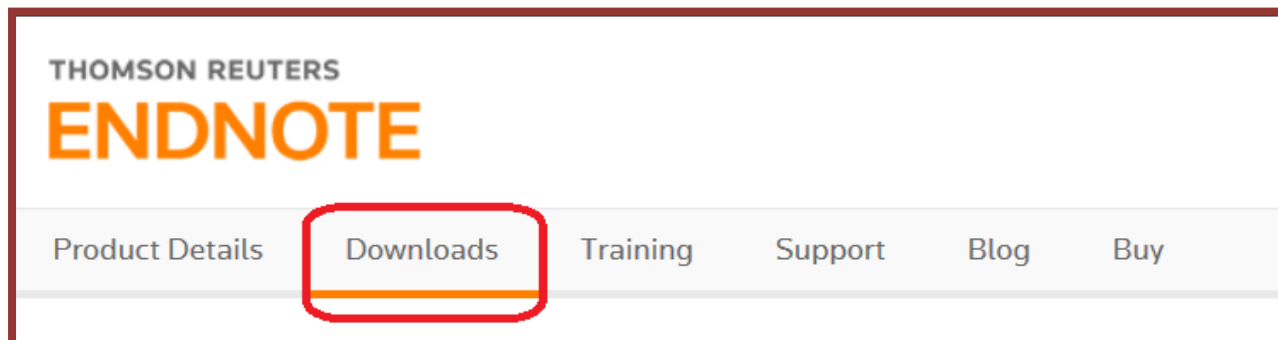 THOMSON REUTERS
ENDNOTE
Product Details Downloads Training Support Blog Buy